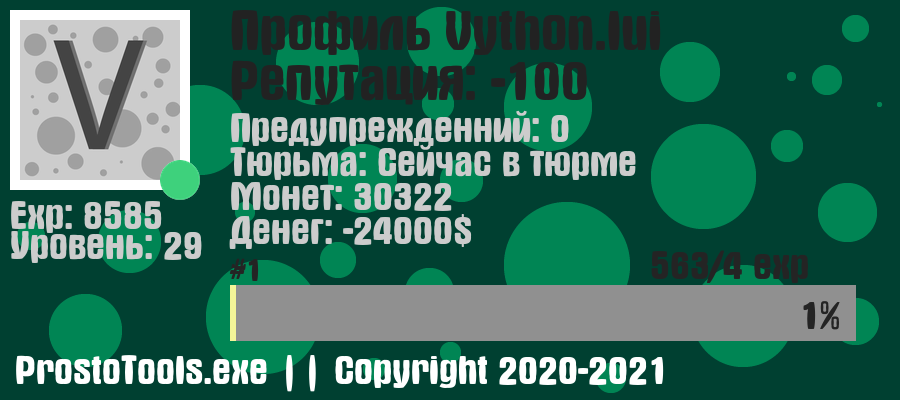 V
Профиль Vython.lui
Репутация: -100
Предупрежденний: 0
Тюрьма: Сейчас в тюрме
Монет: 30322
Денег: -24000$
Exp: 8585
Уровень: 29
#1
563/4 exp
1%
ProstoTools.exe || Copyright 2020-2021